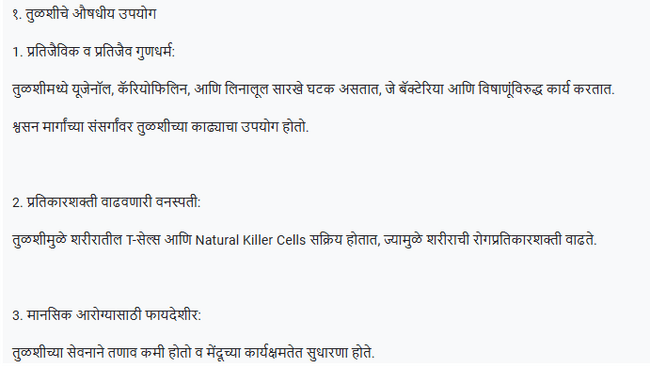 १. तुळशीचे औषधीय उपयोग
1. प्रतिजैविक व प्रतिजैव गुणधर्म:
तुळशीमध्ये यूजेनॉल, कॅरियोफिलिन, आणि लिनालूल सारखे घटक असतात, जे बॅक्टेरिया आणि विषाणूंविरुद्ध कार्य करतात.
श्वसन मार्गांच्या संसर्गांवर तुळशीच्या काढ्याचा उपयोग होतो.
2. प्रतिकारशक्ती वाढवणारी वनस्पती:
तुळशीमुळे शरीरातील T-सेल्स आणि Natural Killer Cells सक्रिय होतात, ज्यामुळे शरीराची रोगप्रतिकारशक्ती वाढते.
3. मानसिक आरोग्यासाठी फायदेशीर:
तुळशीच्या सेवनाने तणाव कमी होतो व मेंदूच्या कार्यक्षमतेत सुधारणा होते.